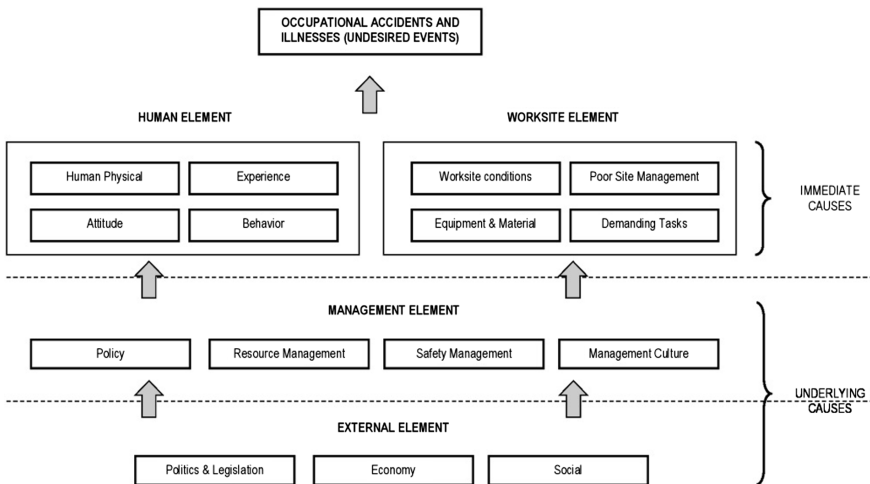 OCCUPATIONAL ACCIDENTS AND
ILLNESSES (UNDESIRED EVENTS)
HUMAN ELEMENT
WORKSITE ELEMENT
Human Physical
Experience
Worksite conditions
Poor Site Management
Attitude
Behavior
Equipment & Material
Demanding Tasks
IMMEDIATE
CAUSES
MANAGEMENT ELEMENT
Policy
Resource Management
Safety Management
Management Culture
UNDERLYING
CAUSES
EXTERNAL ELEMENT
Politics & Legislation
Economy
Social